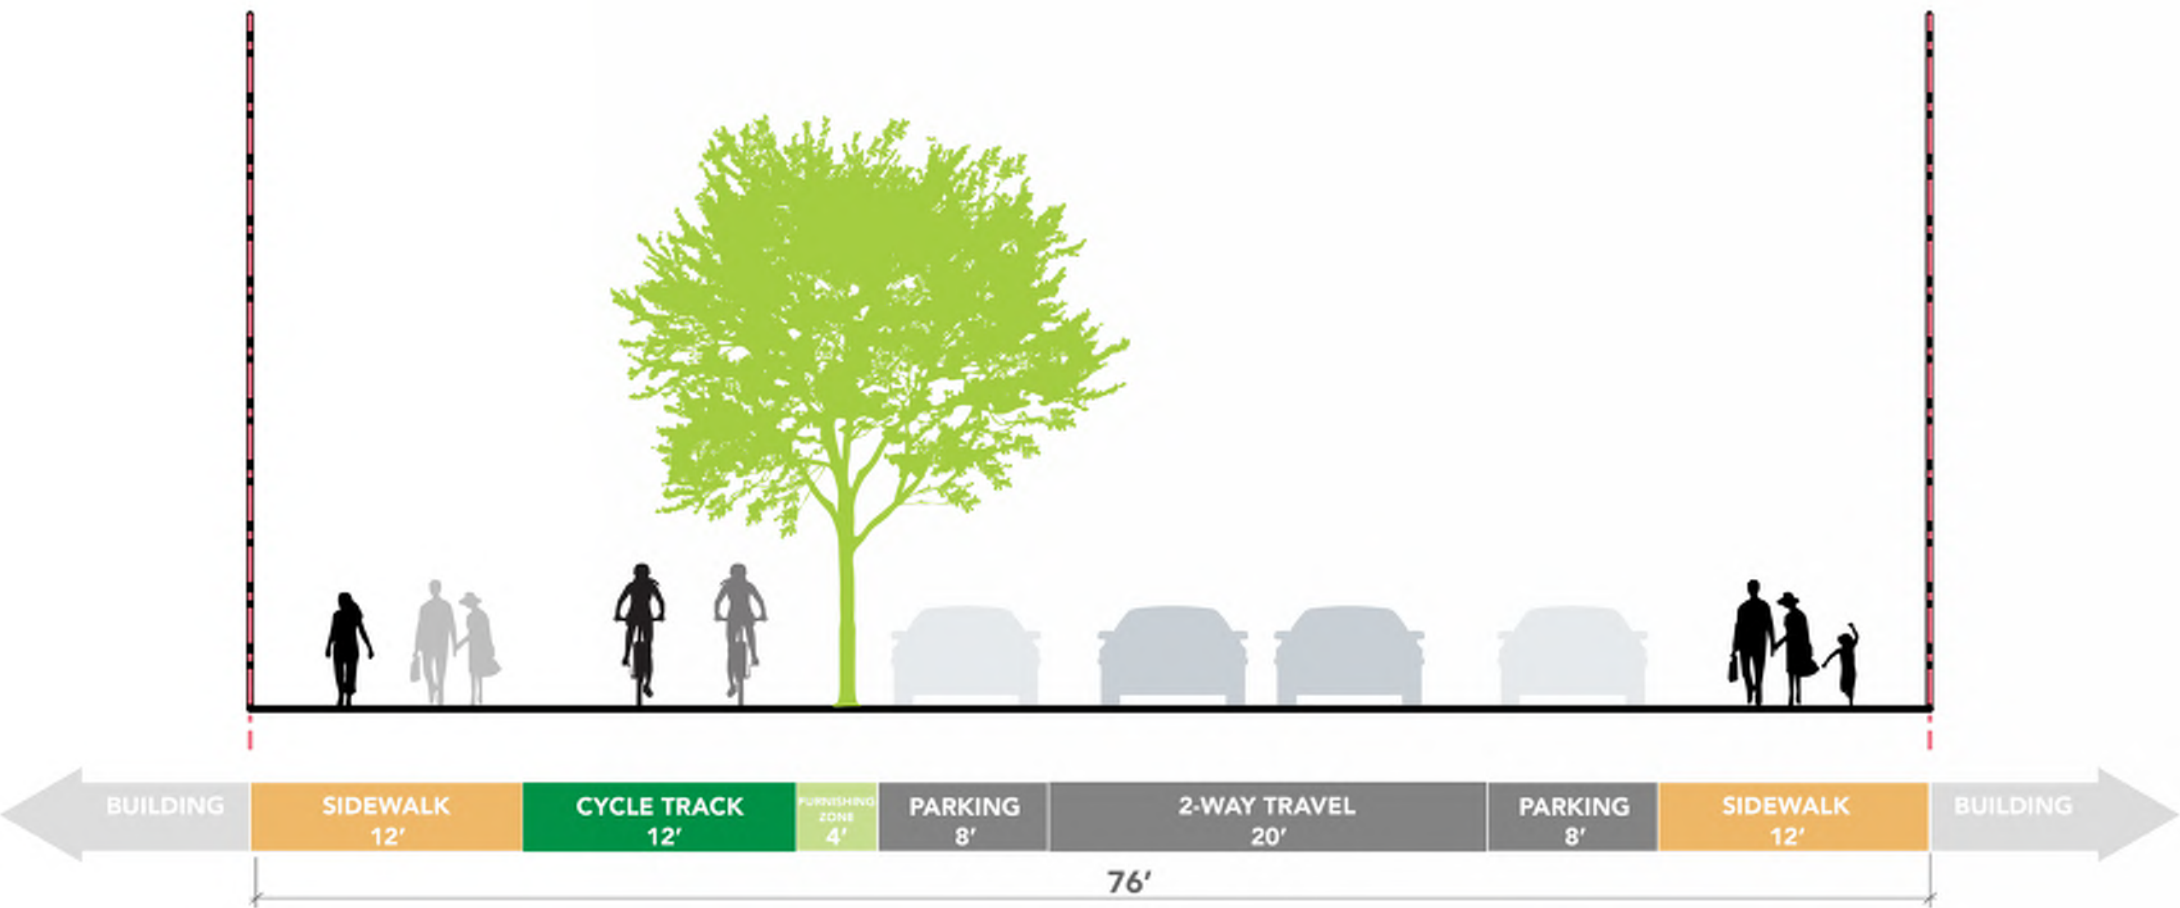 BUILDING
SIDEWALK
12'
CYCLE TRACK
12'
FURNISHING
ZONE
4'
PARKING
8'
2-WAY TRAVEL
20'
PARKING
8'
SIDEWALK
12'
BUILDING
76'